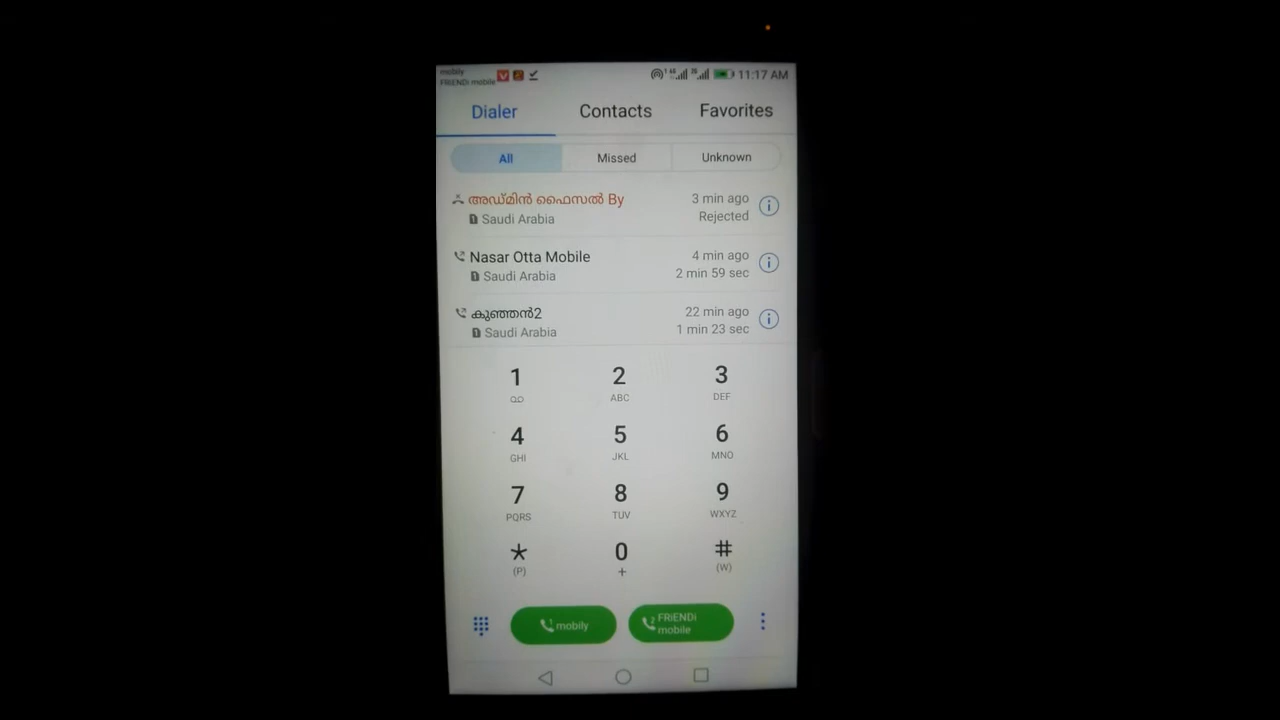 mobily
FRiENDi mobile
11:17 AM
Dialer Contacts Favorites
All Missed Unknown
അഡ്മിൻ ഫൈസൽ By 3 min ago
Saudi Arabia Rejected
Nasar Otta Mobile 4 min ago
Saudi Arabia 2 min 59 sec
കുഞ്ഞൻ2 22 min ago
Saudi Arabia 1 min 23 sec
1 2 3
ABC DEF
4 5 6
GHI JKL MNO
7 8 9
PQRS TUV WXYZ
* 0 #
(P) + (W)
1 mobily
2 FRiENDi
mobile